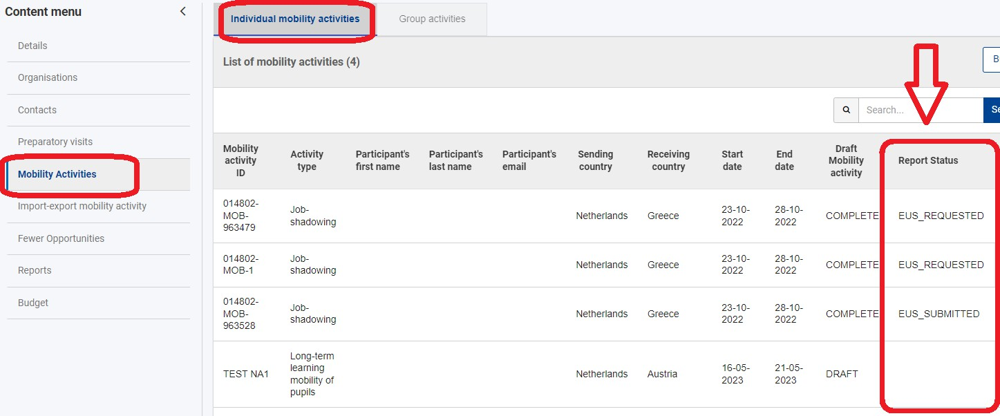 Content menu
Details
Organisations
Contacts
Preparatory visits
Mobility Activities
Import-export mobility activity
Fewer Opportunities
Reports
Budget
Individual mobility activities
Group activities
List of mobility activities (4)
B
Search...
Se
Mobility
activity
ID
Activity
type
Participant's
first name
Participant's
last name
Participant's
email
Sending
country
Receiving
country
Start
date
End
date
Draft
Mobility
activity
Report Status
014802-
MOB-
963479
Job-
shadowing
Netherlands
Greece
23-10-
2022
28-10-
2022
COMPLETE
EUS_REQUESTED
014802-
MOB-1
Job-
shadowing
Netherlands
Greece
23-10-
2022
28-10-
2022
COMPLETE
EUS_REQUESTED
014802-
MOB-
963528
Job-
shadowing
Netherlands
Greece
23-10-
2022
28-10-
2022
COMPLETE
EUS_SUBMITTED
TEST NA1
Long-term
learning
mobility of
pupils
Netherlands
Austria
16-05-
2023
21-05-
2023
DRAFT